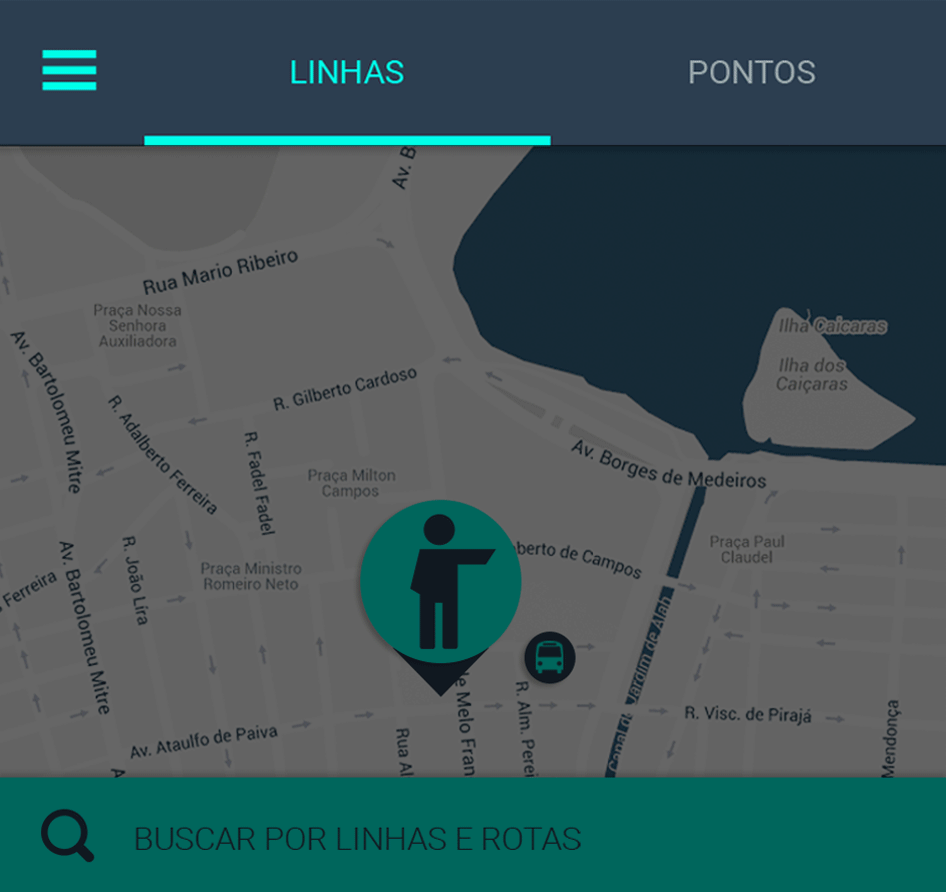 LINHAS
PONTOS
Av. B
Rua Mario Ribeiro
Praça Nossa
Senhora
Auxiliadora
Ilha Caicaras
Ilha dos
Caiçaras
Av. Bartolomeu Mitre
R. Gilberto Cardoso
R. Adalberto Ferreira
R. Fadel Fadel
Av. Borges de Medeiros
Praça Milton
Campos
Praça Paul
Claudel
berto de Campos
Ferreira
Av. Bartolomeu Mitre
R. João Lira
Praça Ministro
Romeiro Neto
Canal do Jardim de Alah
de Melo Fran
R. Alm. Perei
R. Visc. de Pirajá
Mendonça
Av. Ataulfo de Paiva
Rua Al
A
BUSCAR POR LINHAS E ROTAS